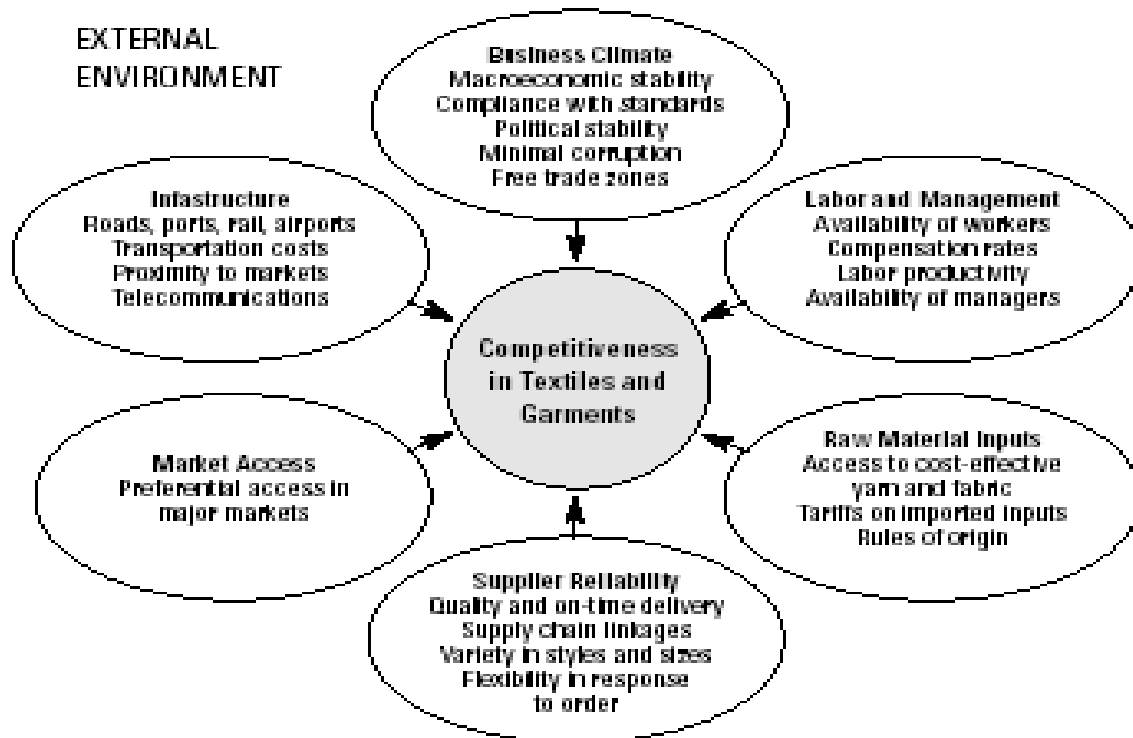 EXTERNAL
ENVIRONMENT
Business Climate
Macroeconomic stability
Compliance with standards
Political stability
Minimal corruption
Free trade zones
Infastructure
Roads, ports, rail, airports
Transportation costs
Proximity to markets
Telecommunications
Labor and Management
Availability of workers
Compensation rates
Labor productivity
Availability of managers
Competitiveness
in Textiles and
Garments
Market Access
Preferential access in
major markets
Raw Material Inputs
Access to cost-effective
yarn and fabric
Tariffs on imported inputs
Rules of origin
Supplier Reliability
Quality and on-time delivery
Supply chain linkages
Variety in styles and sizes
Flexibility in response
to order